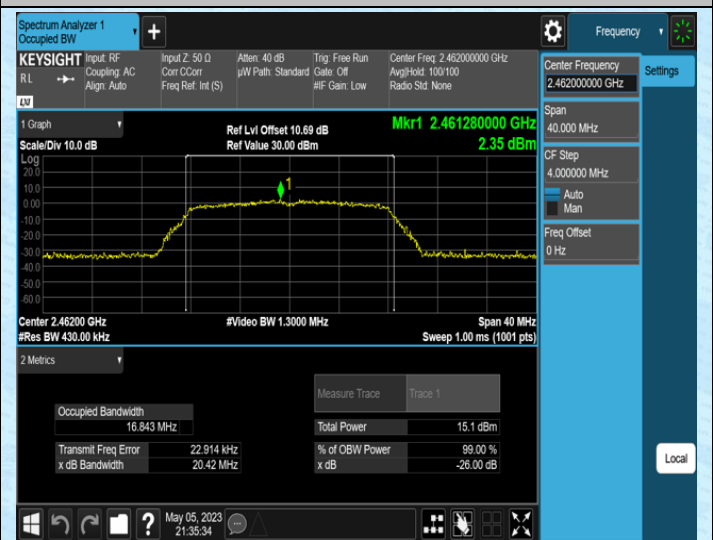 Spectrum Analyzer 1
Occupied BW
Frequency
KEYSIGHT
RL
LXI
Input: RF
Coupling: AC
Align: Auto
Input Z: 50 Ω
Corr CCorr
Freq Ref: Int (S)
Atten: 40 dB
µW Path: Standard
Trig: Free Run
Gate: Off
#IF Gain: Low
Center Freq: 2.462000000 GHz
Avg|Hold: 100/100
Radio Std: None
Center Frequency
2.462000000 GHz
Settings
Span
40.000 MHz
CF Step
4.000000 MHz
Auto
Man
Freq Offset
0 Hz
Local
1 Graph
Scale/Div 10.0 dB
Ref Lvl Offset 10.69 dB
Ref Value 30.00 dBm
Mkr1 2.461280000 GHz
2.35 dBm
Log
20.0
10.0
0.00
-10.0
-20.0
-30.0
-40.0
-50.0
-60.0
1
Center 2.46200 GHz
#Res BW 430.00 kHz
#Video BW 1.3000 MHz
Span 40 MHz
Sweep 1.00 ms (1001 pts)
2 Metrics
Measure Trace
Trace 1
Occupied Bandwidth
16.843 MHz
Total Power
15.1 dBm
Transmit Freq Error
22.914 kHz
% of OBW Power
99.00 %
x dB Bandwidth
20.42 MHz
x dB
-26.00 dB
?
May 05, 2023
21:35:34